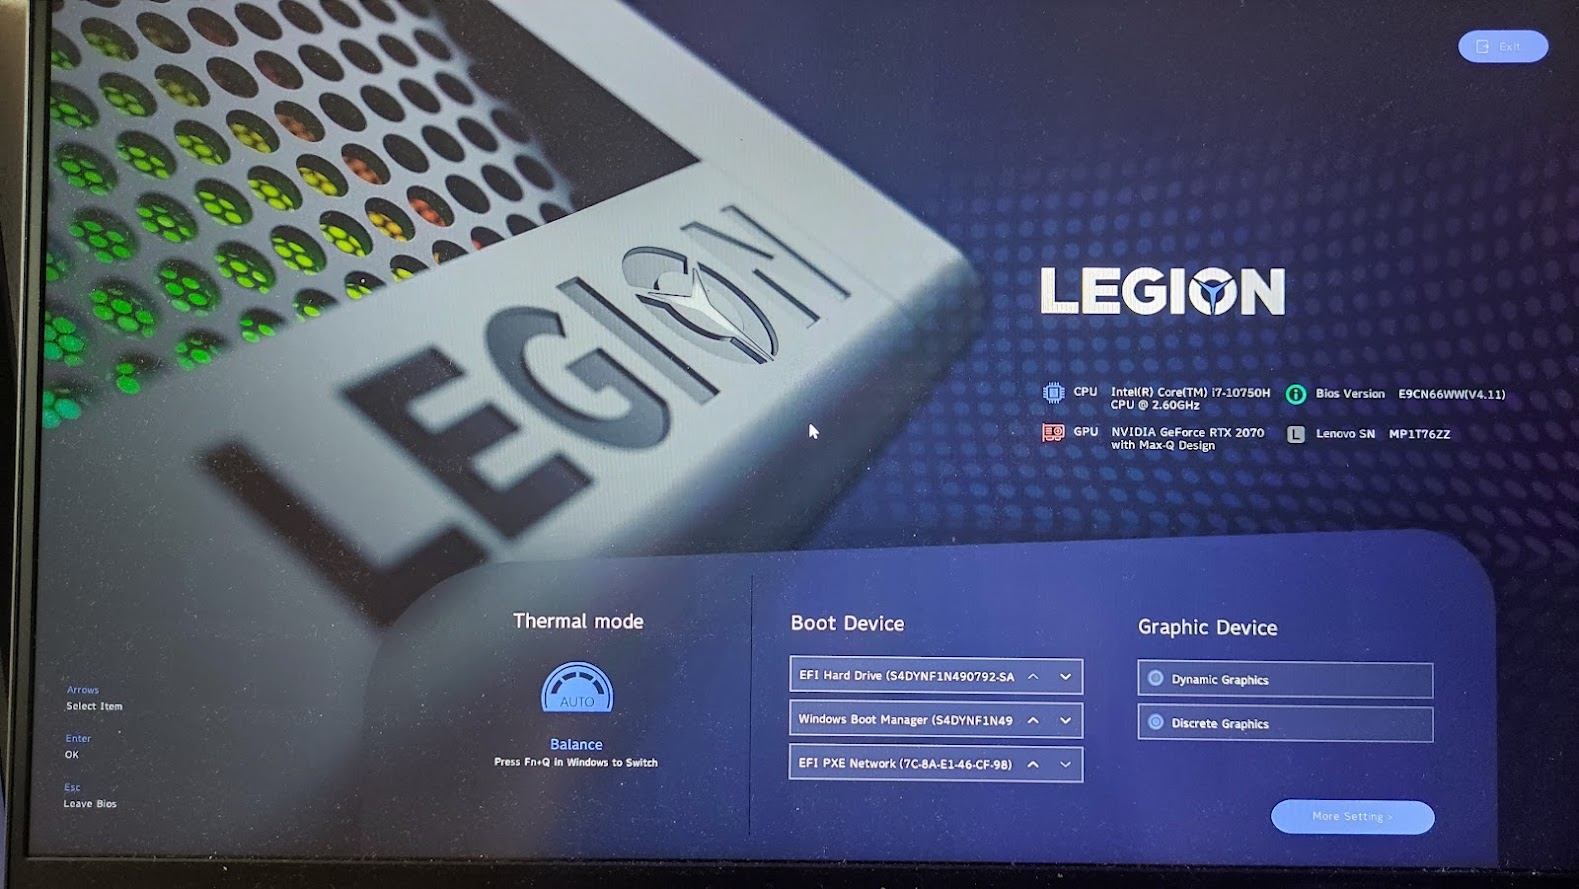 Exit
LEGION
LEGION
CPU Intel(R) Core(TM) i7-10750H
CPU @ 2.60GHz
Bios Version E9CN66WW(V4.11)
GPU NVIDIA GeForce RTX 2070
with Max-Q Design
L Lenovo SN MP1T76ZZ
Thermal mode
AUTO
Balance
Press Fn+Q in Windows to Switch
Boot Device
EFI Hard Drive (S4DYNF1N490792-SA
Windows Boot Manager (S4DYNF1N49
EFI PXE Network (7C-8A-E1-46-CF-98)
Graphic Device
Dynamic Graphics
Discrete Graphics
More Setting >
Arrows
Select Item
Enter
OK
Esc
Leave Bios